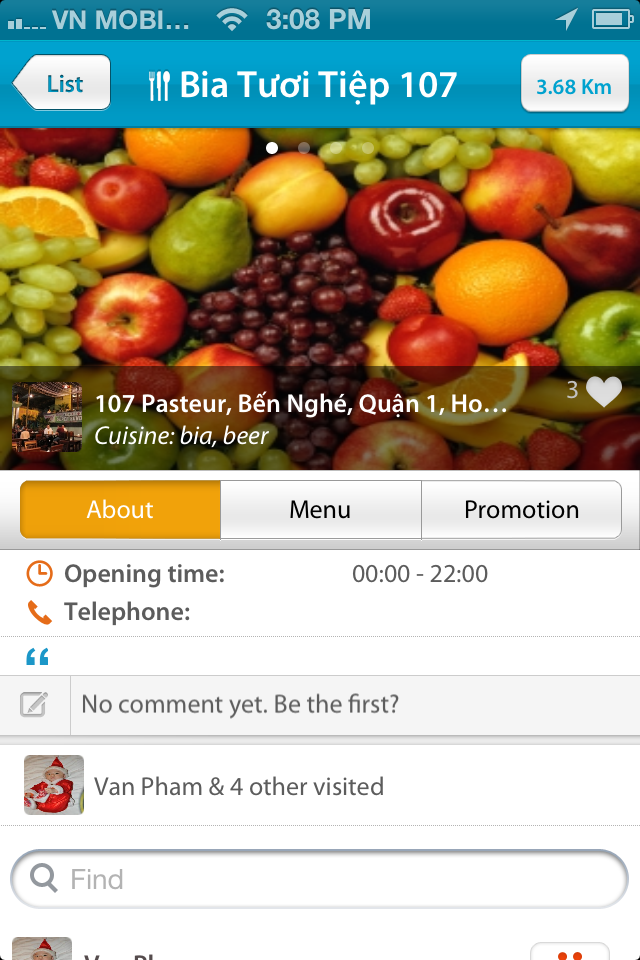 VN MOBI... 3:08 PM
List Bia Tươi Tiệp 107 3.68 Km
107 Pasteur, Bến Nghé, Quận 1, Ho...
3
Cuisine: bia, beer
About Menu Promotion
Opening time: 00:00 - 22:00
Telephone:
“
No comment yet. Be the first?
Van Pham & 4 other visited
Find